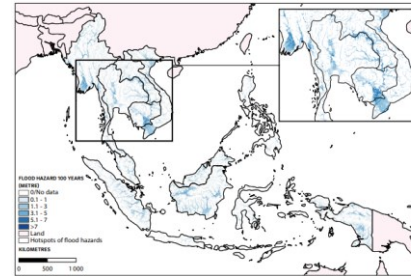 FLOOD HAZARD 100 YEARS
(METRE)
0/No data
0.1 - 1
1.1 - 3
3.1 - 5
5.1 - 7
>7
Land
Hotspots of flood hazards
KILOMETRES
0 500 1 000